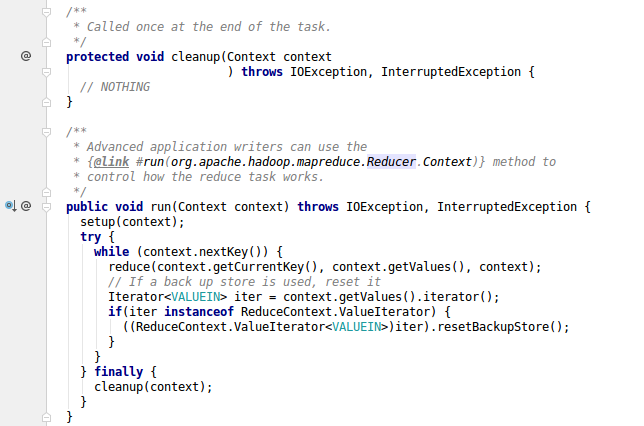 /**
 * Called once at the end of the task.
 */
@ protected void cleanup(Context context
                       ) throws IOException, InterruptedException {
  // NOTHING
}

/**
 * Advanced application writers can use the
 * {@link #run(org.apache.hadoop.mapreduce.Reducer.Context)} method to
 * control how the reduce task works.
 */
@ public void run(Context context) throws IOException, InterruptedException {
  setup(context);
  try {
    while (context.nextKey()) {
      reduce(context.getCurrentKey(), context.getValues(), context);
      // If a back up store is used, reset it
      Iterator<VALUEIN> iter = context.getValues().iterator();
      if(iter instanceof ReduceContext.ValueIterator) {
        ((ReduceContext.ValueIterator<VALUEIN>)iter).resetBackupStore();
      }
    }
  } finally {
    cleanup(context);
  }
}